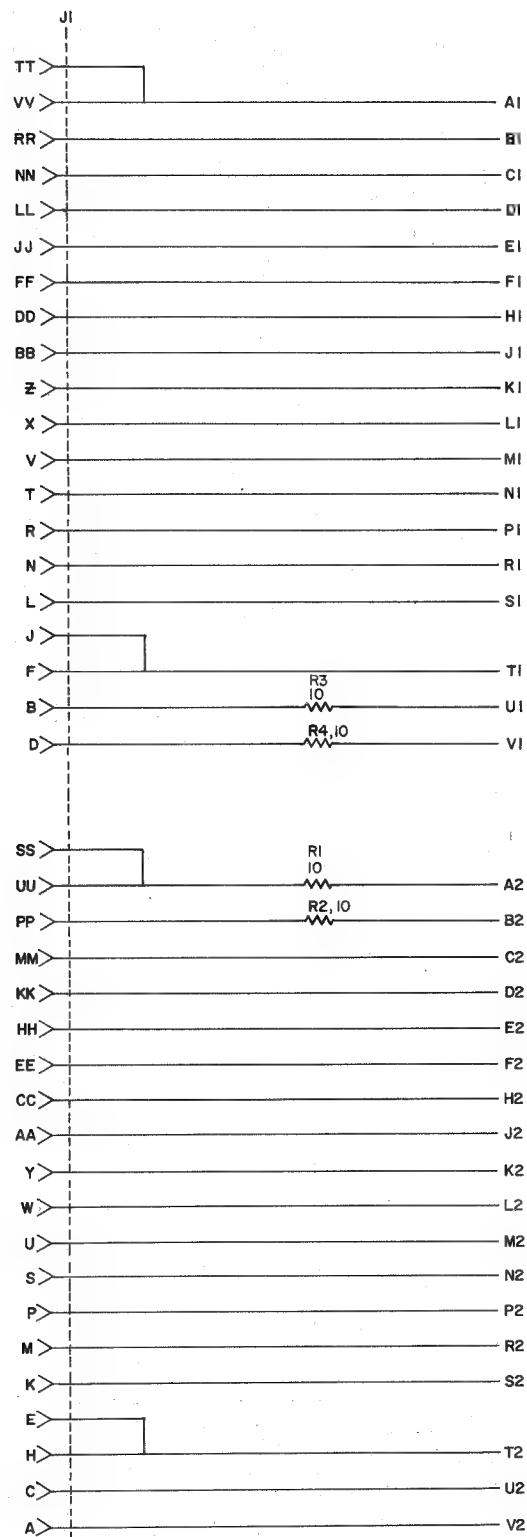 J1
TT
VV A1
RR B1
NN C1
LL D1
JJ E1
FF F1
DD H1
BB J1
Z K1
X L1
V M1
T N1
R P1
N R1
L S1
J
F T1
R3
10
B U1
R4,10
D V1
SS R1
10
UU A2
R2,10
PP B2
MM C2
KK D2
HH E2
EE F2
CC H2
AA J2
Y K2
W L2
U M2
S N2
P P2
M R2
K S2
E
H T2
C U2
A V2